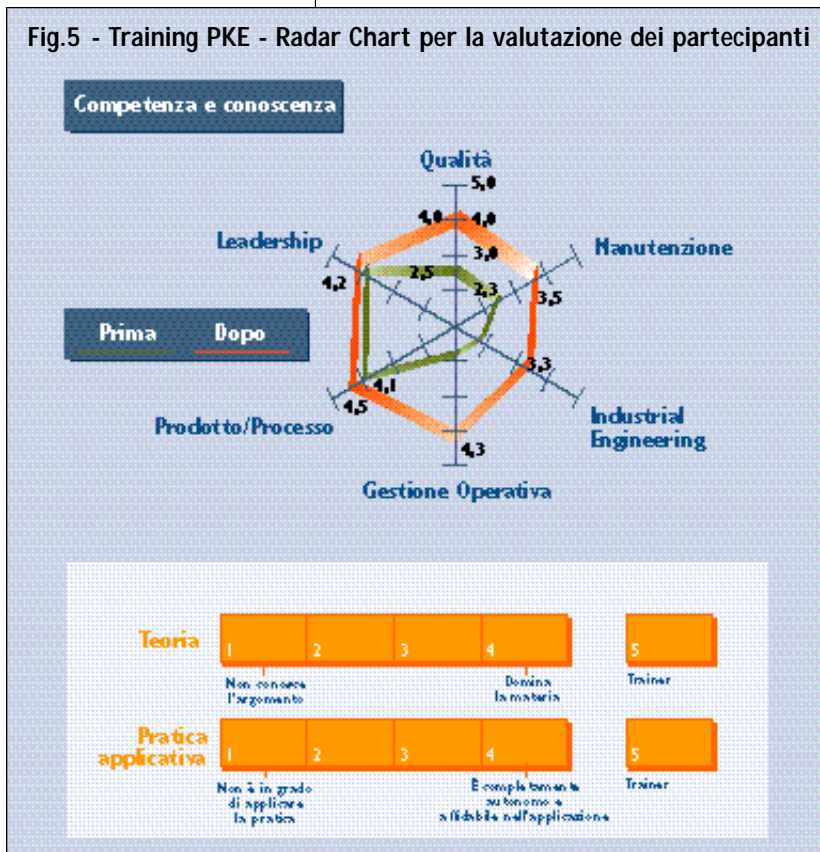 Fig.5 - Training PKE - Radar Chart per la valutazione dei partecipanti
Competenza e conoscenza
Qualità
5,0
4,0 4,0
Leadership
3,0
Manutenzione
4,2
2,5
2,3
3,5
Prima Dopo
3,3
4,1
4,5
Prodotto/Processo
Industrial
Engineering
4,3
Gestione Operativa
Teoria
1 2 3 4 5
Non conosce
l'argomento
Domina
la materia
Trainer
Pratica
applicativa
1 2 3 4 5
Non è in grado
di applicare
la pratica
È completamente
autonomo e
affidabile nell'applicazione
Trainer